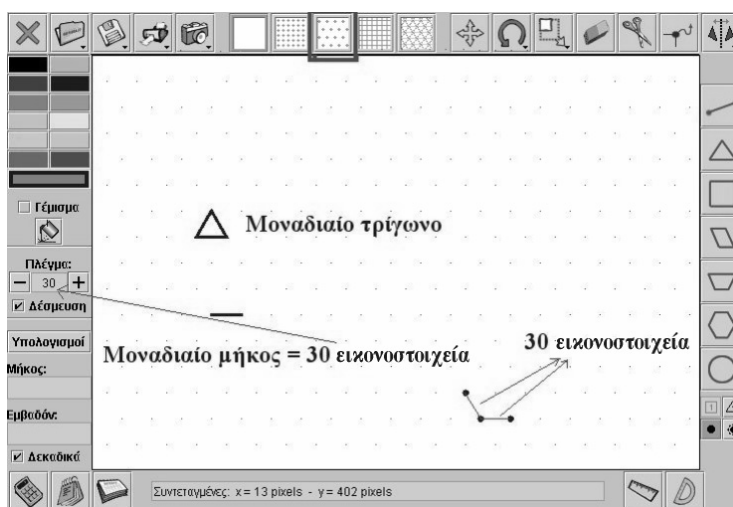 Γέμισμα
Πλέγμα:
30
Δέσμευση
Υπολογισμοί
Μήκος:
Εμβαδόν:
Δεκαδικά
Μοναδιαίο τρίγωνο
Μοναδιαίο μήκος = 30 εικονοστοιχεία
30 εικονοστοιχεία
1
Συντεταγμένες: x = 13 pixels - y = 402 pixels